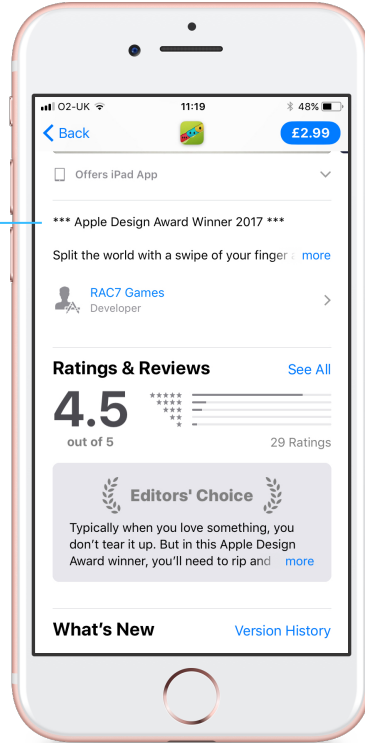 O2-UK 11:19 48%
Back £2.99
Offers iPad App
*** Apple Design Award Winner 2017 ***
Split the world with a swipe of your finger more
RAC7 Games
Developer
Ratings & Reviews See All
4.5
out of 5 29 Ratings
Editors' Choice
Typically when you love something, you
don't tear it up. But in this Apple Design
Award winner, you'll need to rip and more
What's New Version History